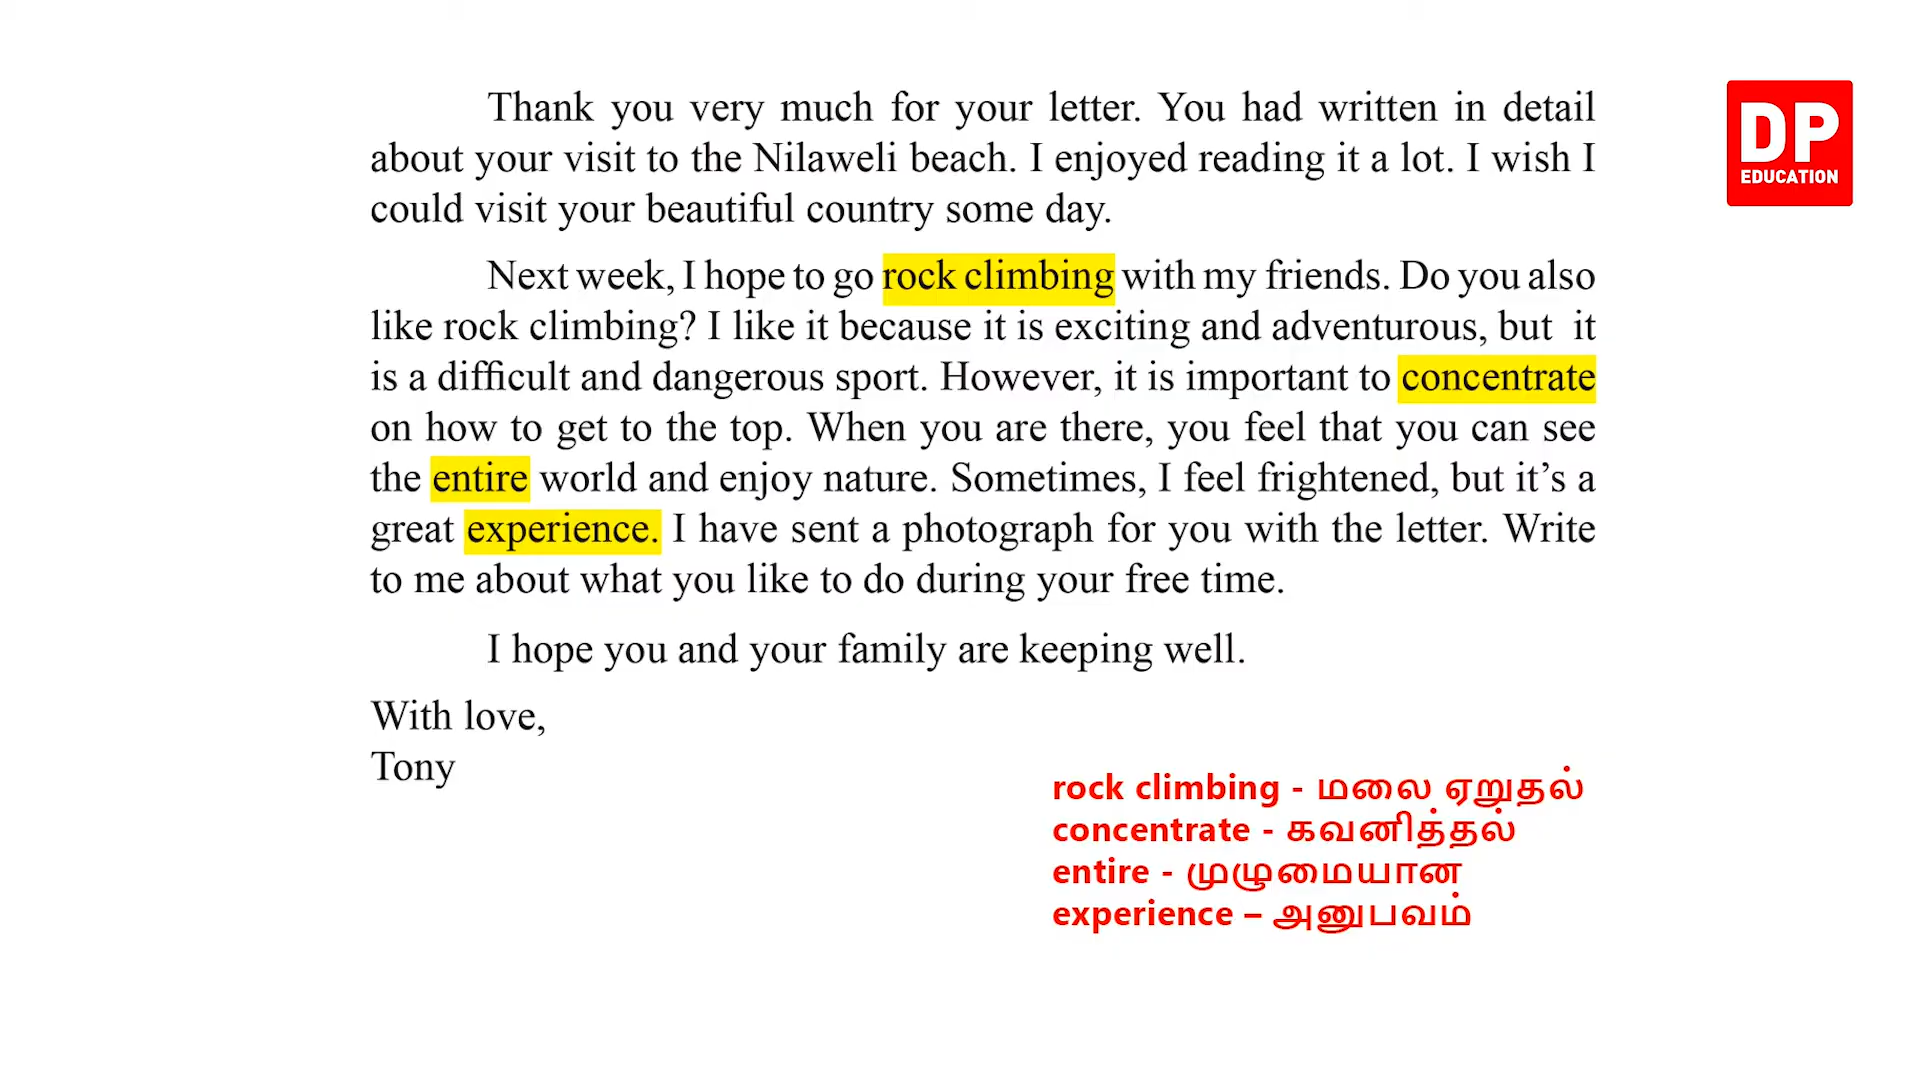 Thank you very much for your letter. You had written in detail
about your visit to the Nilaweli beach. I enjoyed reading it a lot. I wish I
could visit your beautiful country some day.
Next week, I hope to go rock climbing with my friends. Do you also
like rock climbing? I like it because it is exciting and adventurous, but it
is a difficult and dangerous sport. However, it is important to concentrate
on how to get to the top. When you are there, you feel that you can see
the entire world and enjoy nature. Sometimes, I feel frightened, but it’s a
great experience. I have sent a photograph for you with the letter. Write
to me about what you like to do during your free time.
I hope you and your family are keeping well.
With love,
Tony
rock climbing - மலை ஏறுதல்
concentrate - கவனித்தல்
entire - முழுமையான
experience – அனுபவம்
DP
EDUCATION